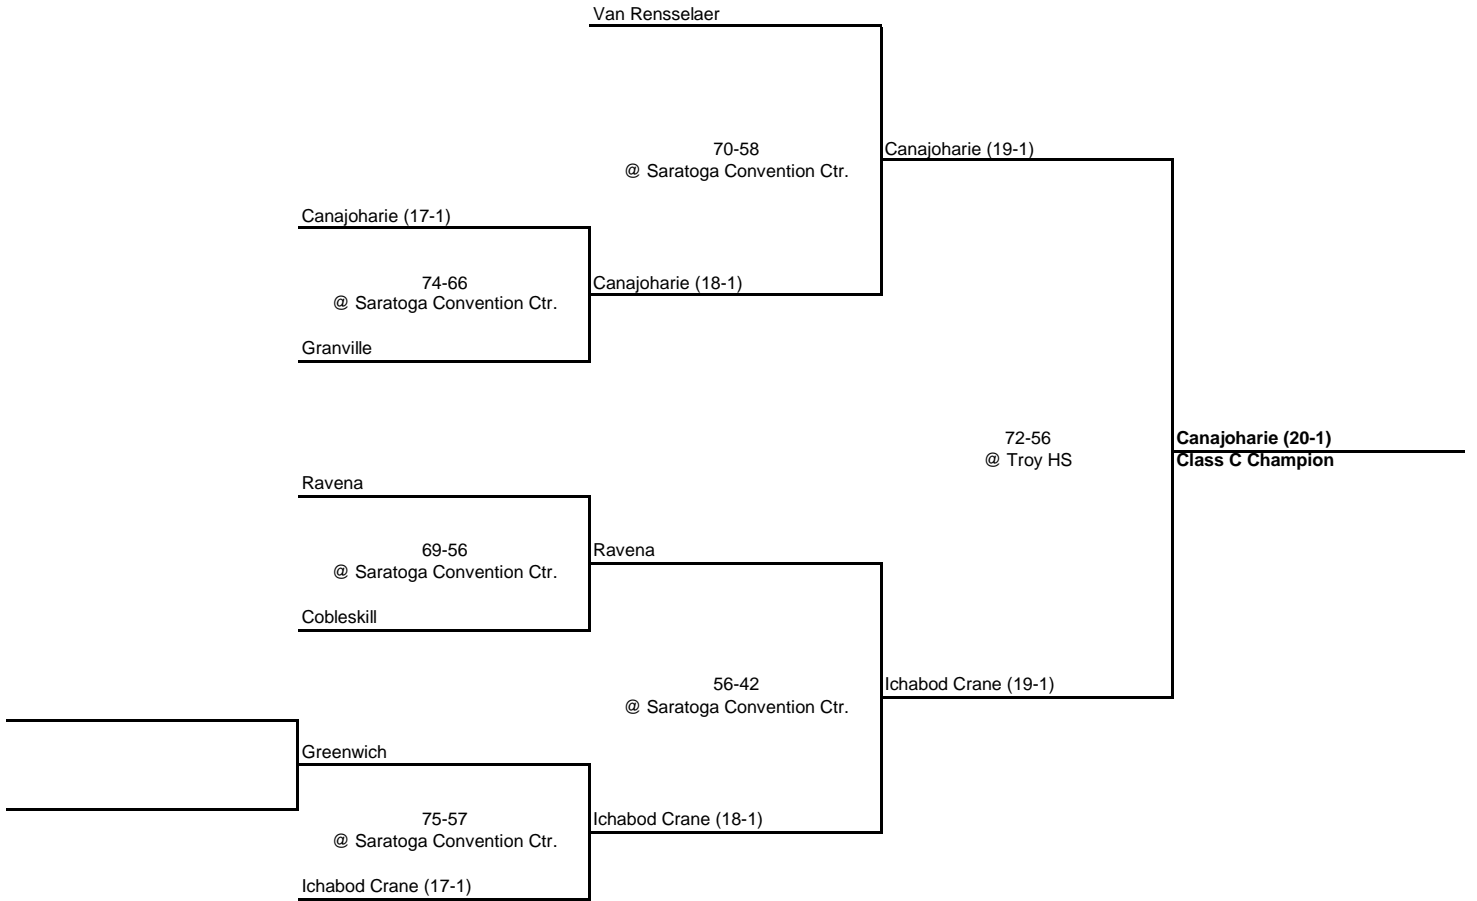 Van Rensselaer
70-58
@ Saratoga Convention Ctr.
Canajoharie (19-1)
Canajoharie (17-1)
74-66
@ Saratoga Convention Ctr.
Canajoharie (18-1)
Granville
72-56
@ Troy HS
Canajoharie (20-1)
Class C Champion
Ravena
69-56
@ Saratoga Convention Ctr.
Ravena
Cobleskill
56-42
@ Saratoga Convention Ctr.
Ichabod Crane (19-1)
Greenwich
75-57
@ Saratoga Convention Ctr.
Ichabod Crane (18-1)
Ichabod Crane (17-1)